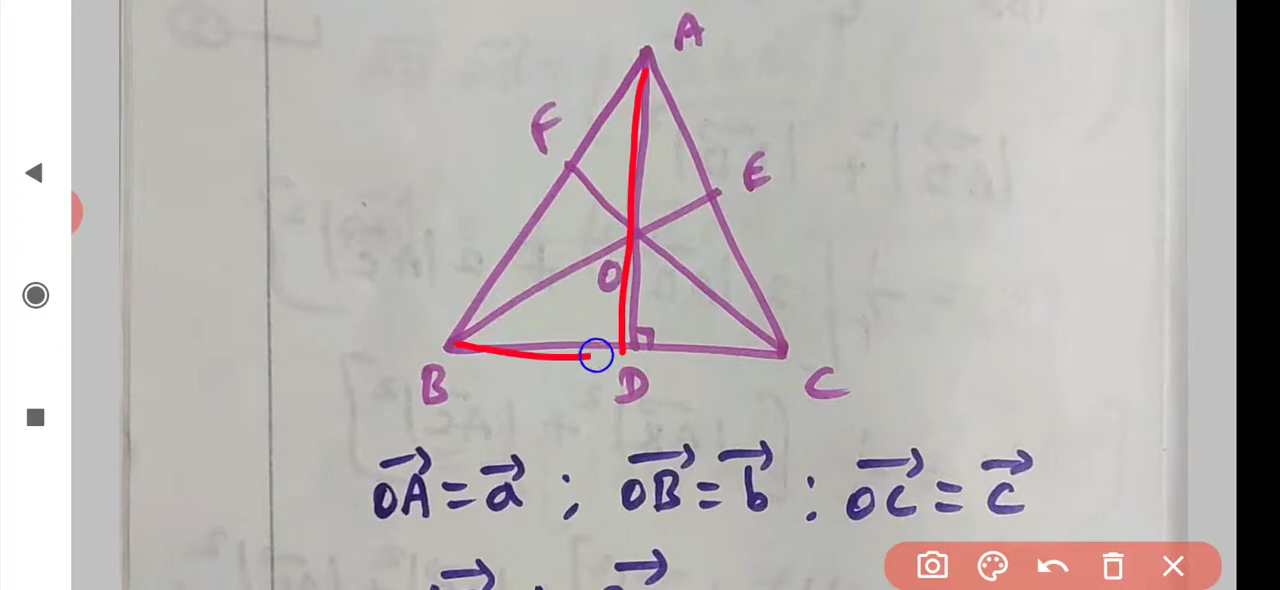 A
F
E
O
B D C
OA = a ; OB = b : OC = c